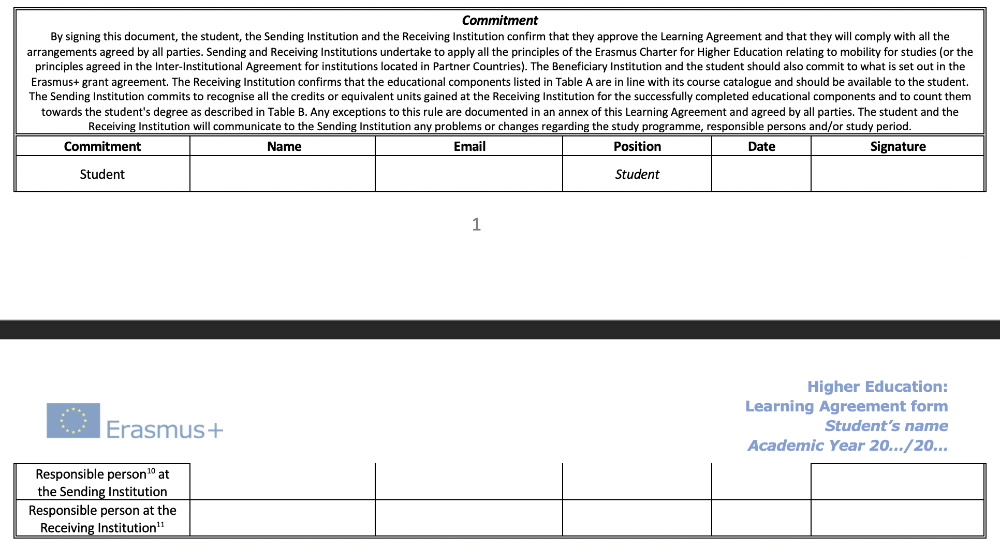 Commitment
By signing this document, the student, the Sending Institution and the Receiving Institution confirm that they approve the Learning Agreement and that they will comply with all the
arrangements agreed by all parties. Sending and Receiving Institutions undertake to apply all the principles of the Erasmus Charter for Higher Education relating to mobility for studies (or the
principles agreed in the Inter-Institutional Agreement for institutions located in Partner Countries). The Beneficiary Institution and the student should also commit to what is set out in the
Erasmus+ grant agreement. The Receiving Institution confirms that the educational components listed in Table A are in line with its course catalogue and should be available to the student.
The Sending Institution commits to recognise all the credits or equivalent units gained at the Receiving Institution for the successfully completed educational components and to count them
towards the student's degree as described in Table B. Any exceptions to this rule are documented in an annex of this Learning Agreement and agreed by all parties. The student and the
Receiving Institution will communicate to the Sending Institution any problems or changes regarding the study programme, responsible persons and/or study period.
Commitment Name Email Position Date Signature
Student Student
1
Higher Education:
Learning Agreement form
Student’s name
Academic Year 20…/20…
Erasmus+
Responsible person¹⁰ at
the Sending Institution
Responsible person at the
Receiving Institution¹¹